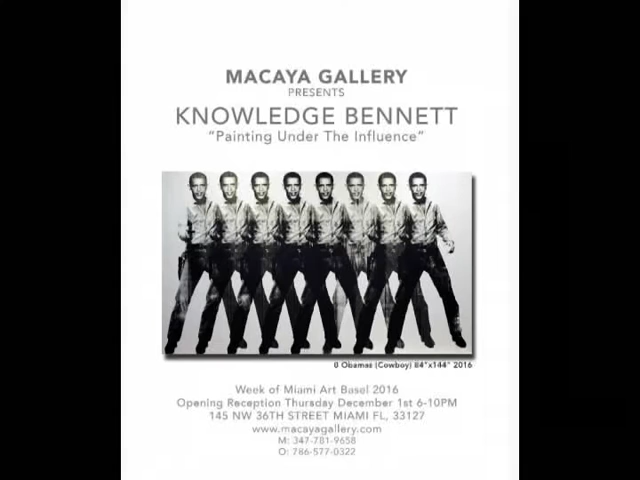 MACAYA GALLERY
PRESENTS
KNOWLEDGE BENNETT
"Painting Under The Influence"
8 Obamas (Cowboy) 84"x144" 2016
Week of Miami Art Basel 2016
Opening Reception Thursday December 1st 6-10PM
145 NW 36TH STREET MIAMI FL, 33127
www.macayagallery.com
M: 347-781-9658
O: 786-577-0322